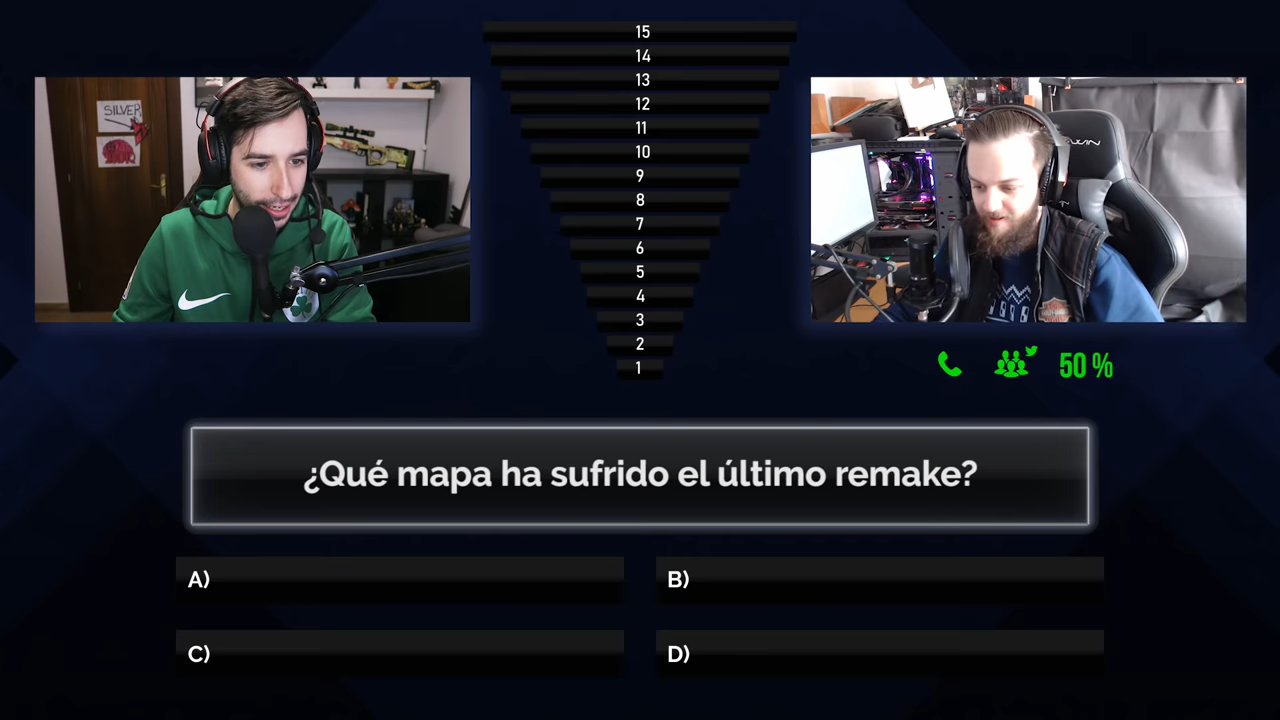 15
14
13
12
11
10
9
8
7
6
5
4
3
2
1
SILVER
50 %
¿Qué mapa ha sufrido el último remake?
A)
B)
C)
D)